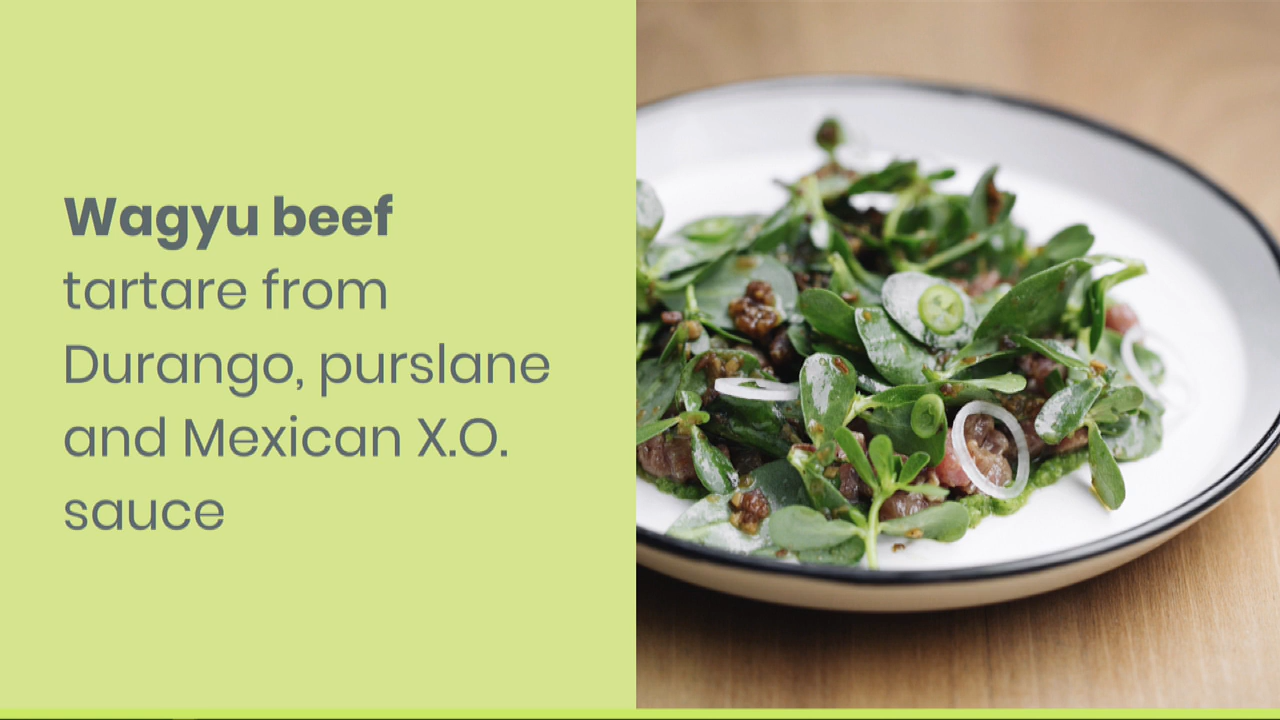 Wagyu beef
tartare from
Durango, purslane
and Mexican X.O.
sauce